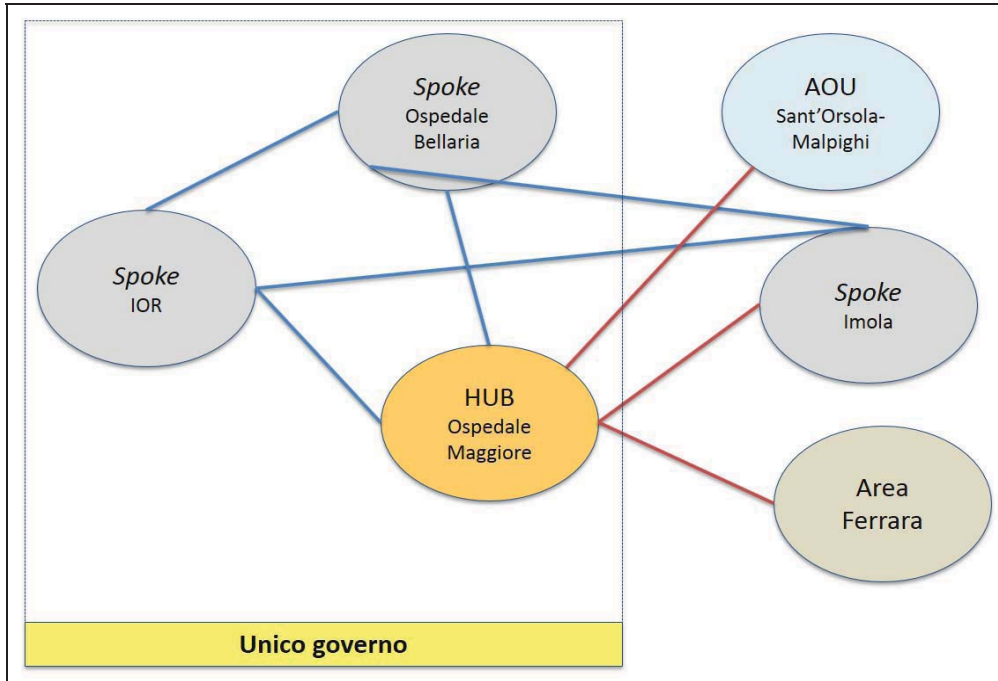 Spoke
Ospedale
Bellaria
AOU
Sant’Orsola-
Malpighi
Spoke
IOR
Spoke
Imola
HUB
Ospedale
Maggiore
Area
Ferrara
Unico governo